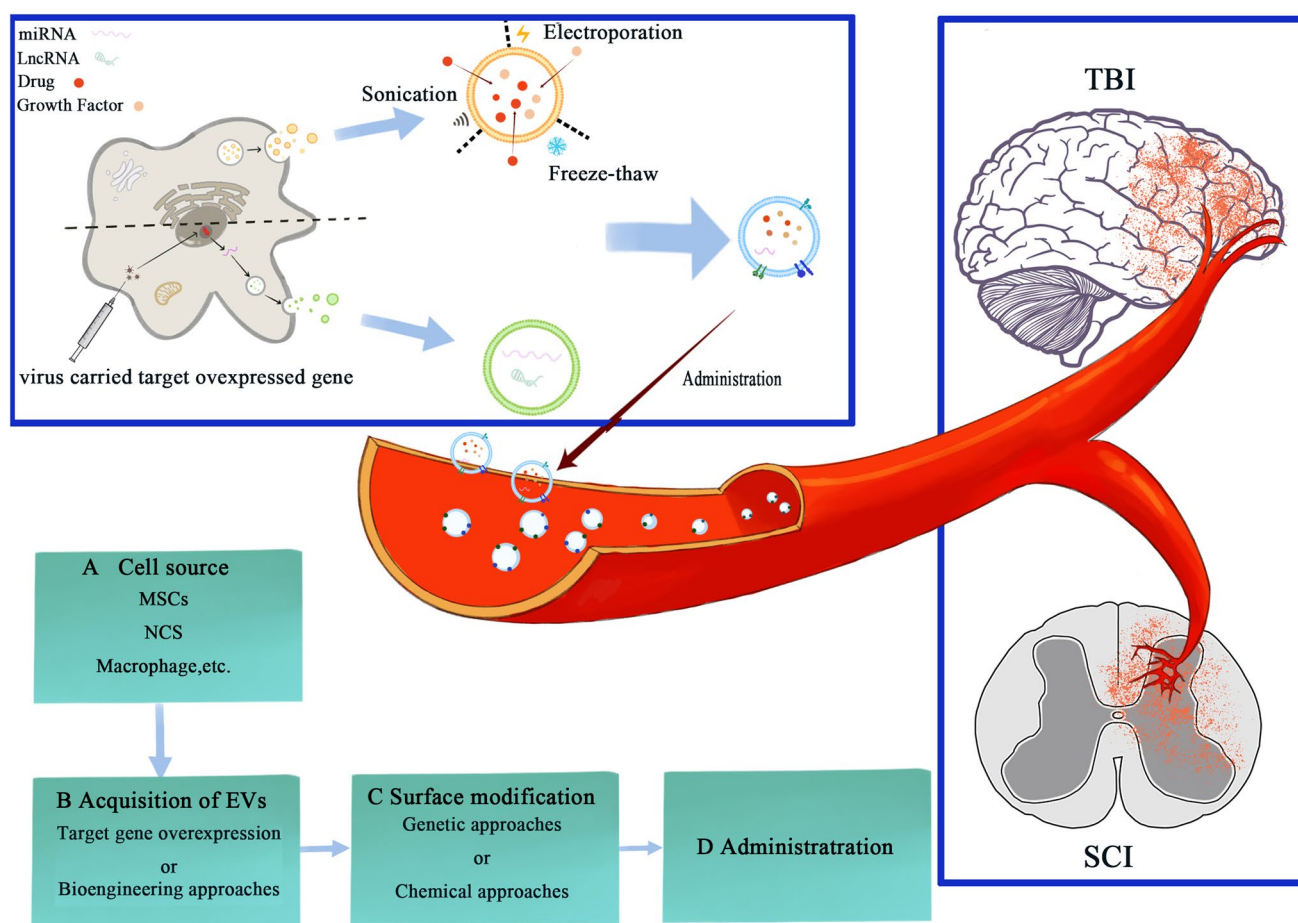 miRNA
LncRNA
Drug
Growth Factor
Electroporation
Sonication
Freeze-thaw
virus carried target ovexpressed gene
Administration
TBI
SCI
A Cell source
MSCs
NCS
Macrophage,etc.
B Acquisition of EVs
Target gene overexpression
or
Bioengineering approaches
C Surface modification
Genetic approaches
or
Chemical approaches
D Administratration